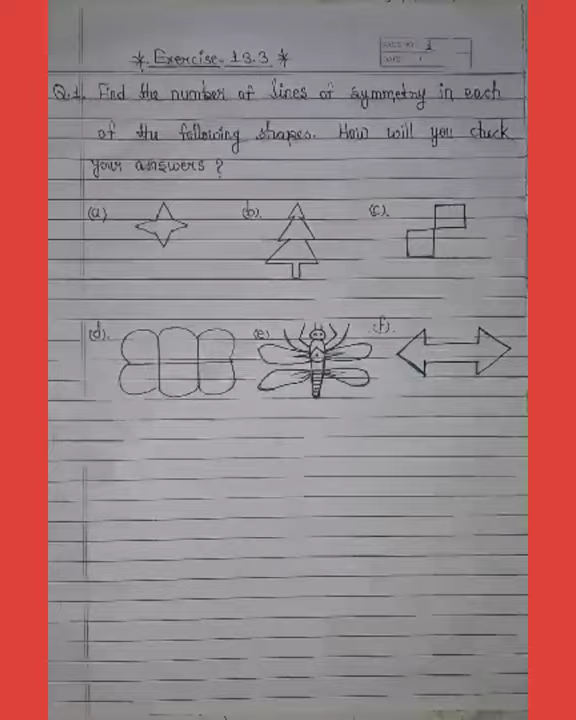 * Exercise-13.3 *
Q.1. Find the number of lines of symmetry in each
of the following shapes. How will you check
your answers ?
(a)
(b).
(c).
(d).
(e)
(f).